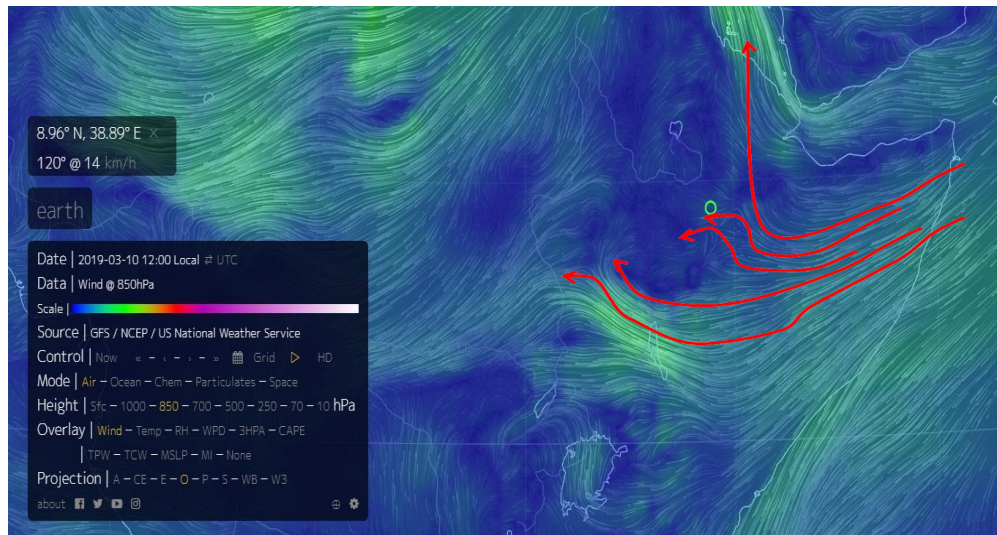 8.96° N, 38.89° E ×
120° @ 14 km/h
earth
Date | 2019-03-10 12:00 Local ⇄ UTC
Data | Wind @ 850hPa
Scale |
Source | GFS / NCEP / US National Weather Service
Control | Now « – ‹ – › – » Grid HD
Mode | Air – Ocean – Chem – Particulates – Space
Height | Sfc – 1000 – 850 – 700 – 500 – 250 – 70 – 10 hPa
Overlay | Wind – Temp – RH – WPD – 3HPA – CAPE
| TPW – TCW – MSLP – MI – None
Projection | A – CE – E – O – P – S – WB – W3
about